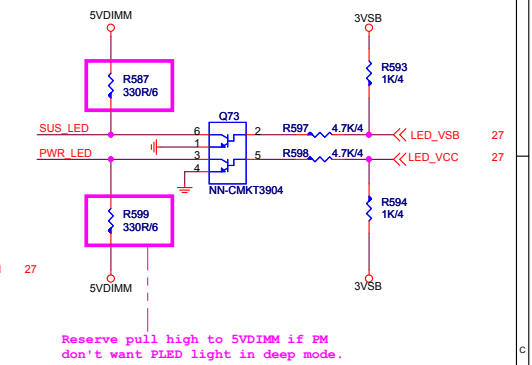 5VDIMM
3VSB
R587
330R/6
R593
1K/4
Q73
SUS_LED
6
2
R597
4.7K/4
LED_VSB
27
1
PWR_LED
3
5
R598
4.7K/4
LED_VCC
27
4
NN-CMKT3904
R599
330R/6
R594
1K/4
27
5VDIMM
3VSB
Reserve pull high to 5VDIMM if PM
don't want PLED light in deep mode.
C